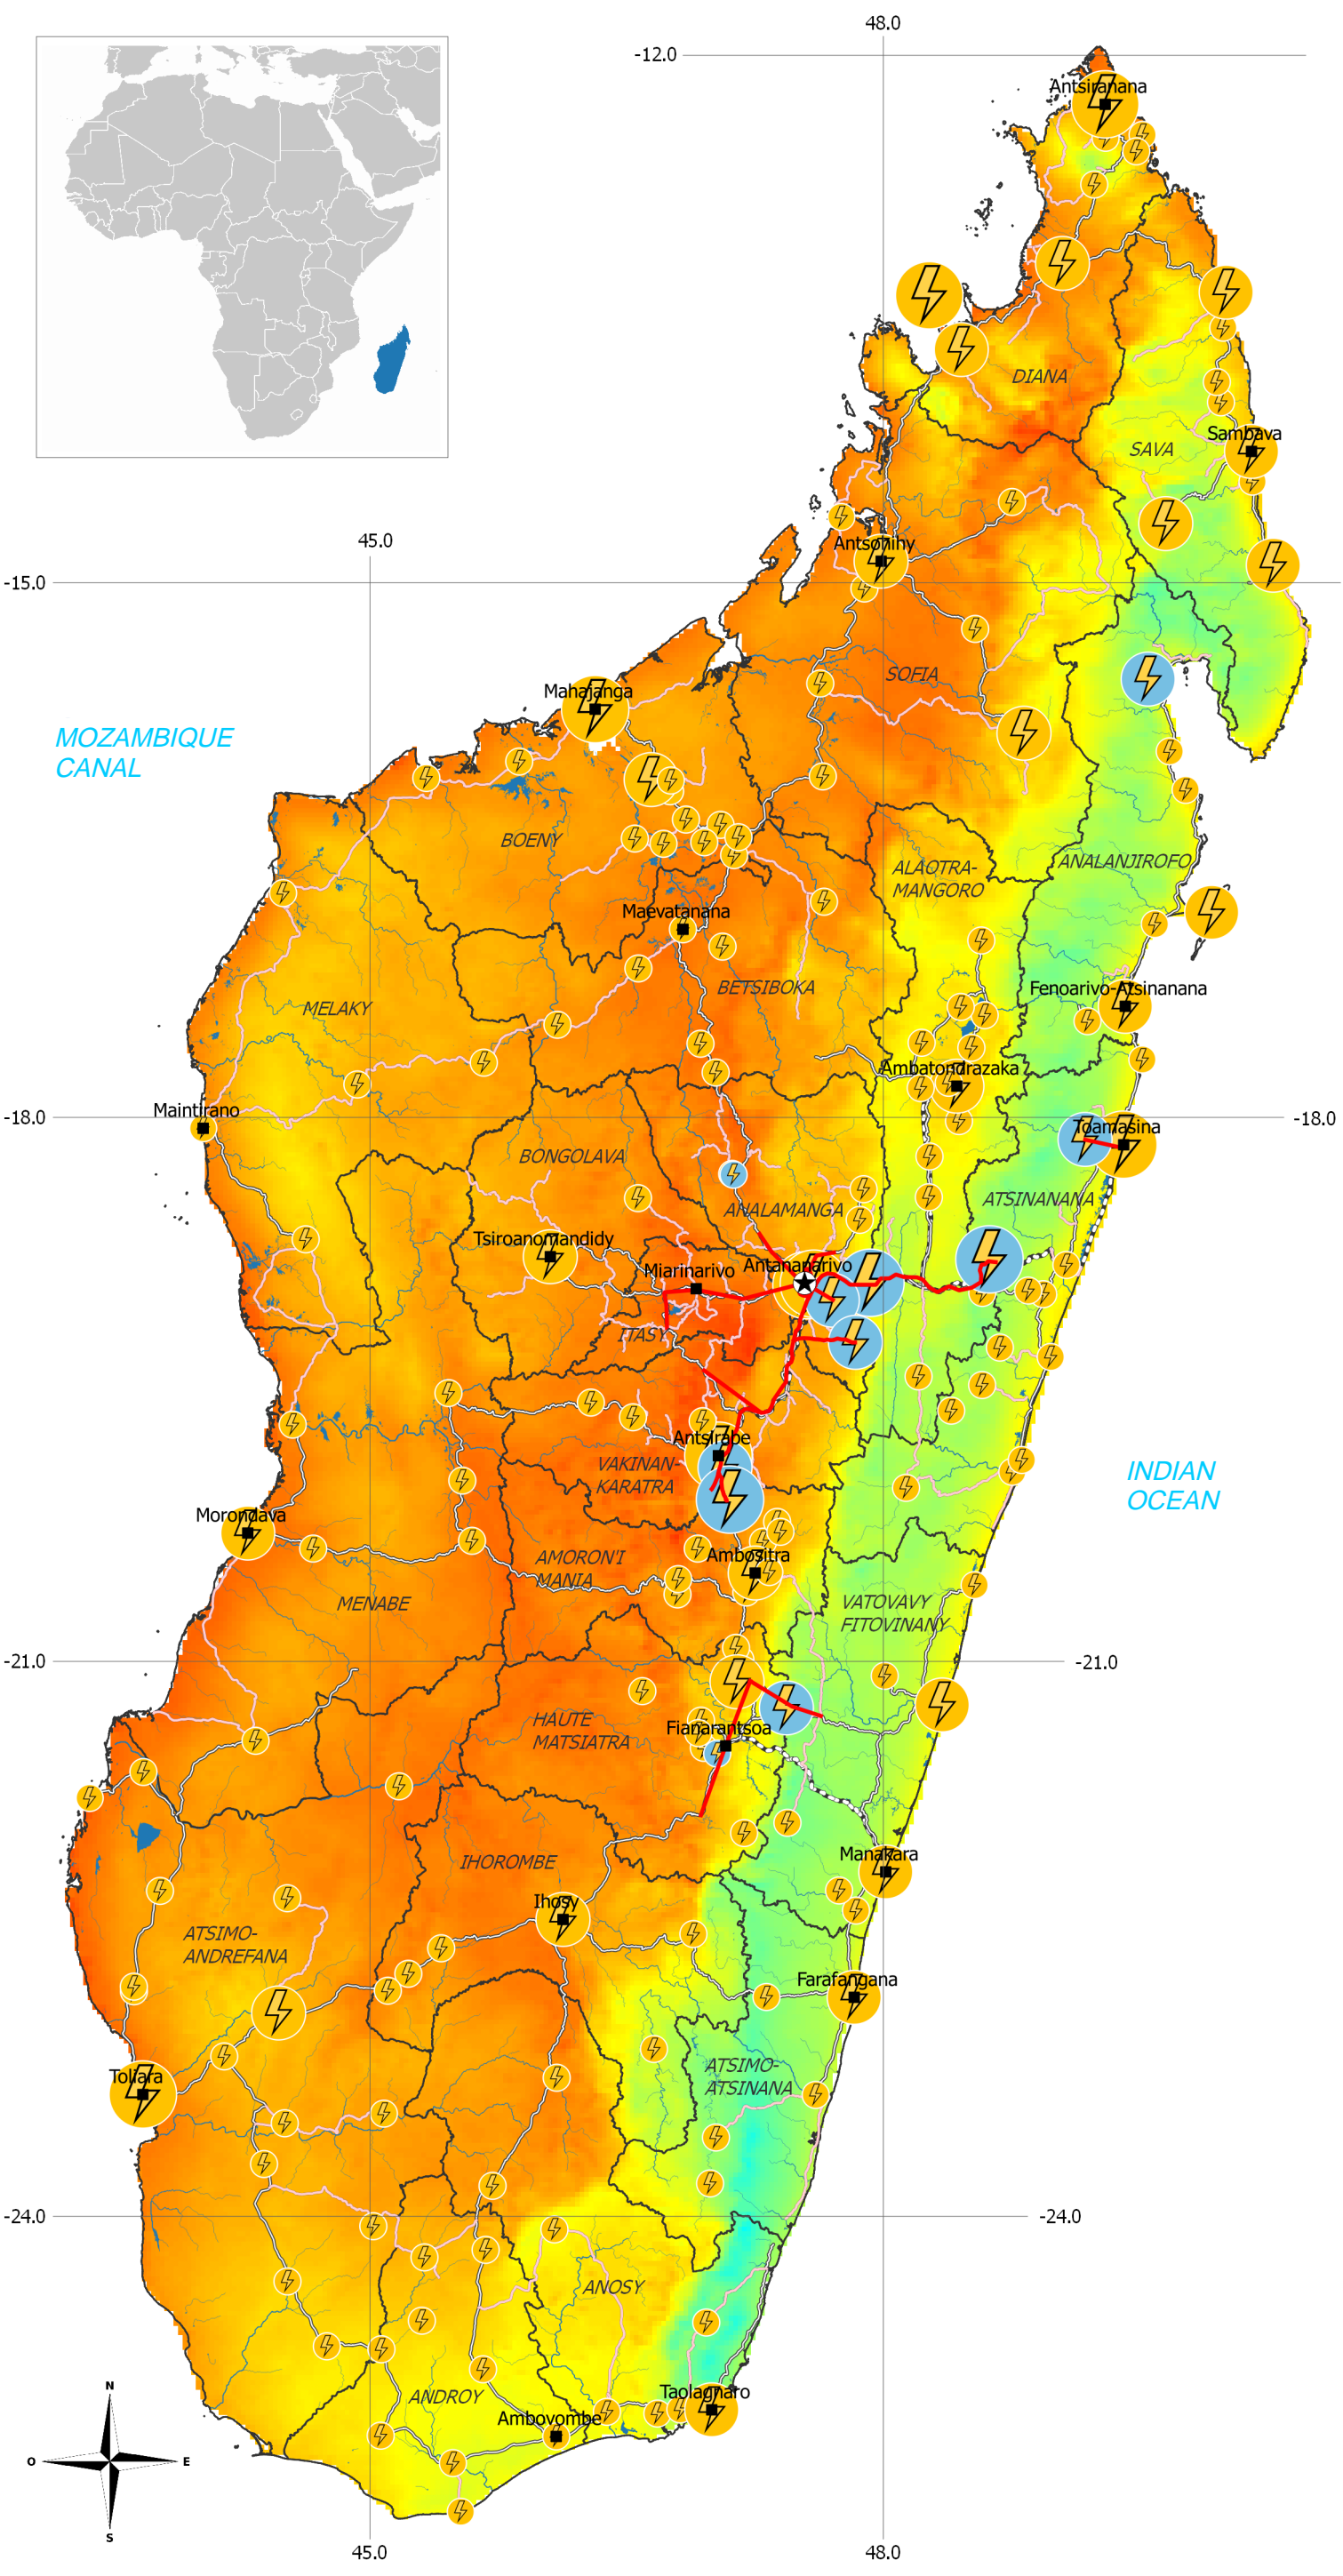 48.0
-12.0
Antsiranana
DIANA
SAVA
Sambava
45.0
Antsohihy
-15.0
SOFIA
Mahajanga
MOZAMBIQUE
CANAL
BOENY
ALAOTRA-
MANGORO
ANALANJIROFO
Maevatanana
BETSIBOKA
Fenoarivo-Atsinanana
MELAKY
Ambatondrazaka
Maintirano
-18.0
-18.0
Toamasina
BONGOLAVA
ANALAMANGA
ATSINANANA
Tsiroanomandidy
Miarinarivo
Antananarivo
ITASY
Antsirabe
VAKINAN-
KARATRA
INDIAN
OCEAN
Morondava
Ambositra
AMORON'I
MANIA
MENABE
VATOVAVY
FITOVINANY
-21.0
-21.0
HAUTE
MATSIATRA
Fianarantsoa
Manakara
IHOROMBE
Ihosy
ATSIMO-
ANDREFANA
Farafangana
ATSIMO-
ATSINANA
Toliara
-24.0
-24.0
ANOSY
ANDROY
Taolagnaro
Ambovombe
N
O
E
S
45.0
48.0